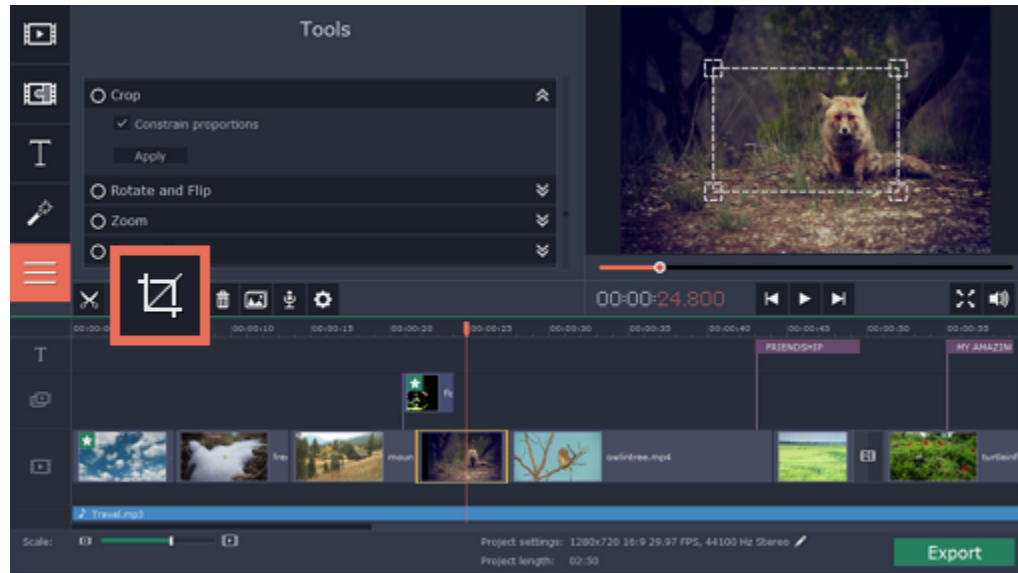 Tools
Crop
Constrain proportions
Apply
Rotate and Flip
Zoom
T
00:00:24.800
00:00:10 00:00:15 00:00:20 00:00:25 00:00:30 00:00:35 00:00:40 00:00:45 00:00:50 00:00:55
T
FRIENDSHIP
MY AMAZIN
moun
owlintree.mp4
turtleinf
Travel.mp3
Scale:
Project settings: 1280x720 16:9 29.97 FPS, 44100 Hz Stereo
Project length: 02:50
Export